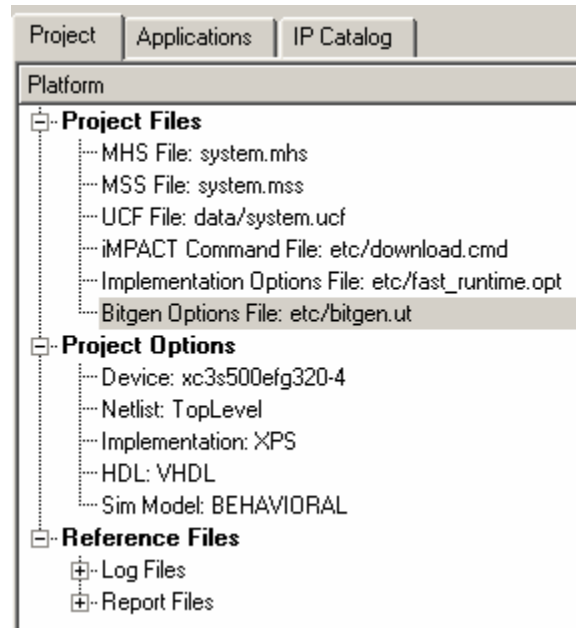 Project Applications IP Catalog
Platform
Project Files
MHS File: system.mhs
MSS File: system.mss
UCF File: data/system.ucf
iMPACT Command File: etc/download.cmd
Implementation Options File: etc/fast_runtime.opt
Bitgen Options File: etc/bitgen.ut
Project Options
Device: xc3s500efg320-4
Netlist: TopLevel
Implementation: XPS
HDL: VHDL
Sim Model: BEHAVIORAL
Reference Files
Log Files
Report Files